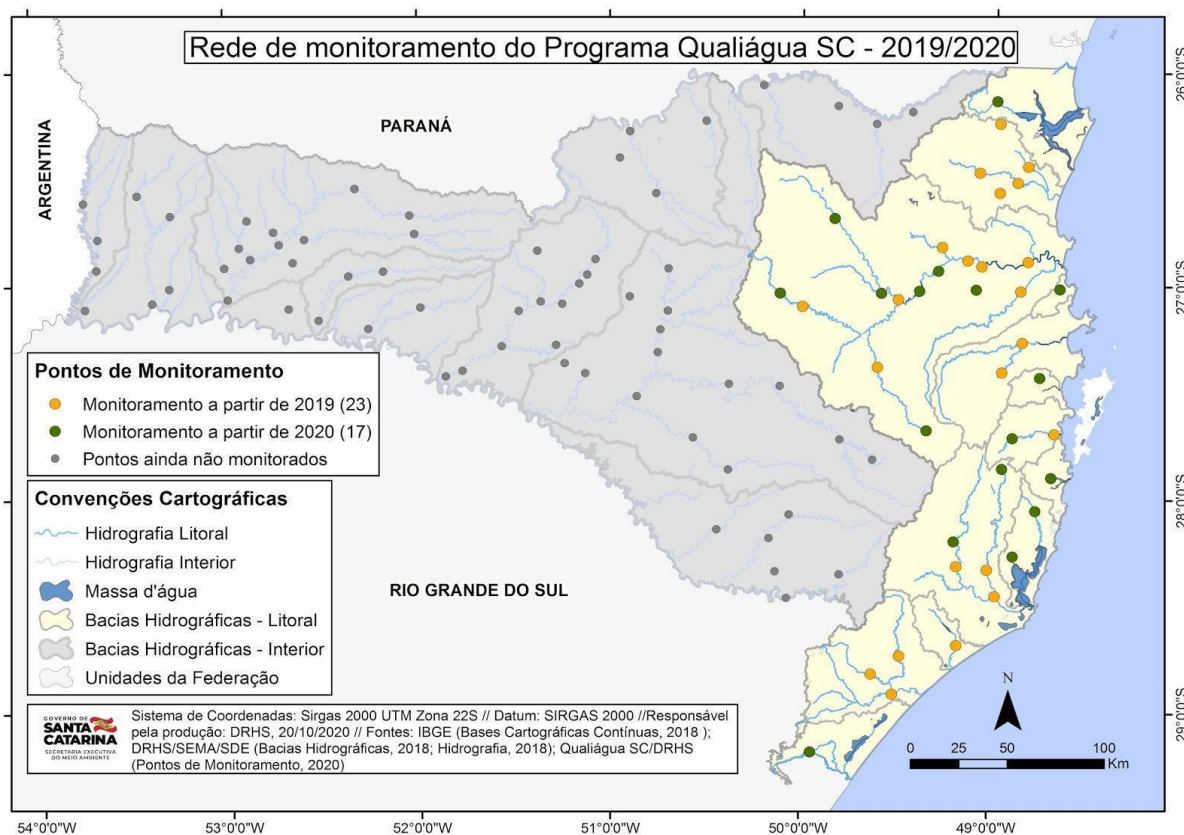 Rede de monitoramento do Programa Qualiágua SC - 2019/2020
PARANÁ
ARGENTINA
RIO GRANDE DO SUL
26°0'0"S
27°0'0"S
28°0'0"S
29°0'0"S
Pontos de Monitoramento
Monitoramento a partir de 2019 (23)
Monitoramento a partir de 2020 (17)
Pontos ainda não monitorados
Convenções Cartográficas
Hidrografia Litoral
Hidrografia Interior
Massa d'água
Bacias Hidrográficas - Litoral
Bacias Hidrográficas - Interior
Unidades da Federação
GOVERNO DE
SANTA
CATARINA
SECRETARIA EXECUTIVA
DO MEIO AMBIENTE
Sistema de Coordenadas: Sirgas 2000 UTM Zona 22S // Datum: SIRGAS 2000 //Responsável
pela produção: DRHS, 20/10/2020 // Fontes: IBGE (Bases Cartográficas Contínuas, 2018 );
DRHS/SEMA/SDE (Bacias Hidrográficas, 2018; Hidrografia, 2018); Qualiágua SC/DRHS
(Pontos de Monitoramento, 2020)
N
0 25 50 100
Km
54°0'0"W 53°0'0"W 52°0'0"W 51°0'0"W 50°0'0"W 49°0'0"W